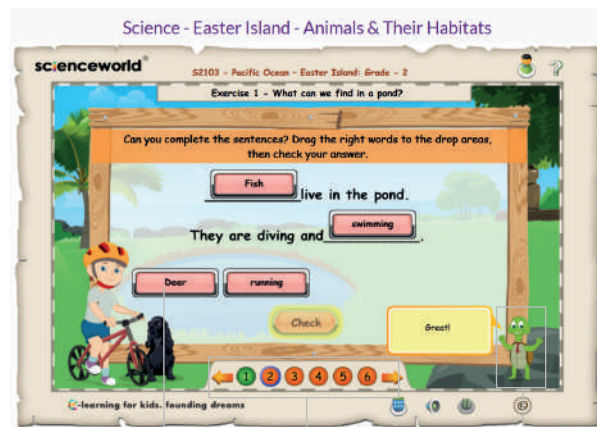 Science - Easter Island - Animals & Their Habitats
scienceworld
S2103 - Pacific Ocean - Easter Island: Grade - 2
Exercise 1 - What can we find in a pond?
Can you complete the sentences? Drag the right words to the drop areas,
then check your answer.
Fish live in the pond.
They are diving and swimming.
Deer running
Check
Great!
1 2 3 4 5 6
e-learning for kids. founding dreams